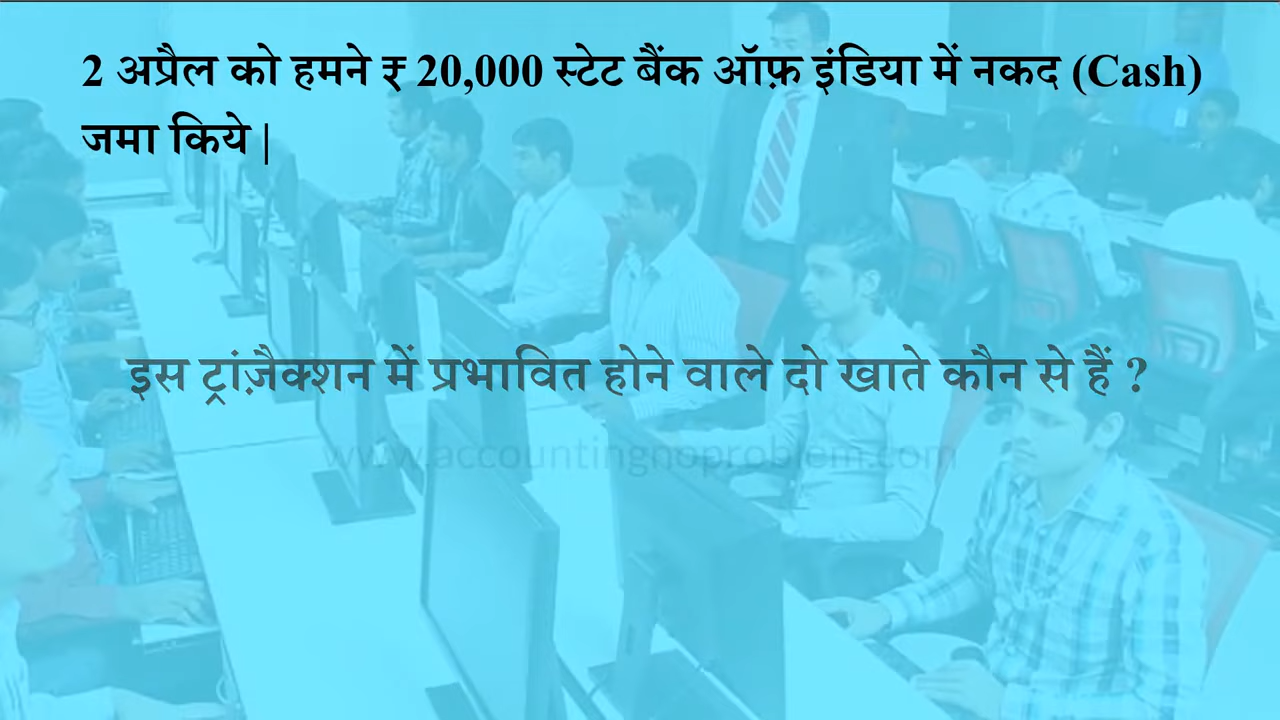 2 अप्रैल को हमने ₹ 20,000 स्टेट बैंक ऑफ़ इंडिया में नकद (Cash)
जमा किये |
इस ट्रांज़ैक्शन में प्रभावित होने वाले दो खाते कौन से हैं ?
www.accountingnoproblem.com